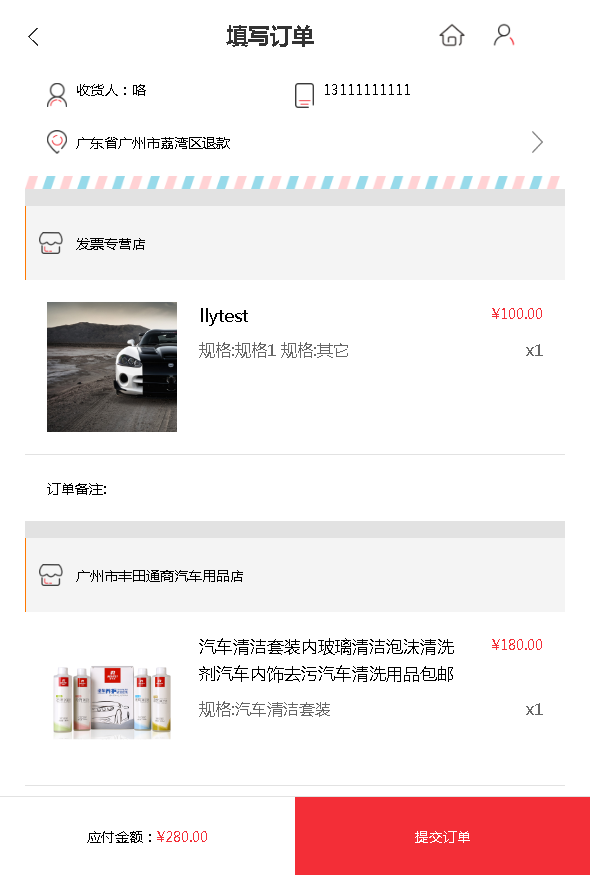 填写订单
收货人：咯
13111111111
广东省广州市荔湾区退款
发票专营店
llytest
¥100.00
规格:规格1 规格:其它
x1
订单备注:
广州市丰田通商汽车用品店
汽车清洁套装内玻璃清洁泡沫清洗
¥180.00
剂汽车内饰去污汽车清洗用品包邮
规格:汽车清洁套装
x1
应付金额：¥280.00
提交订单